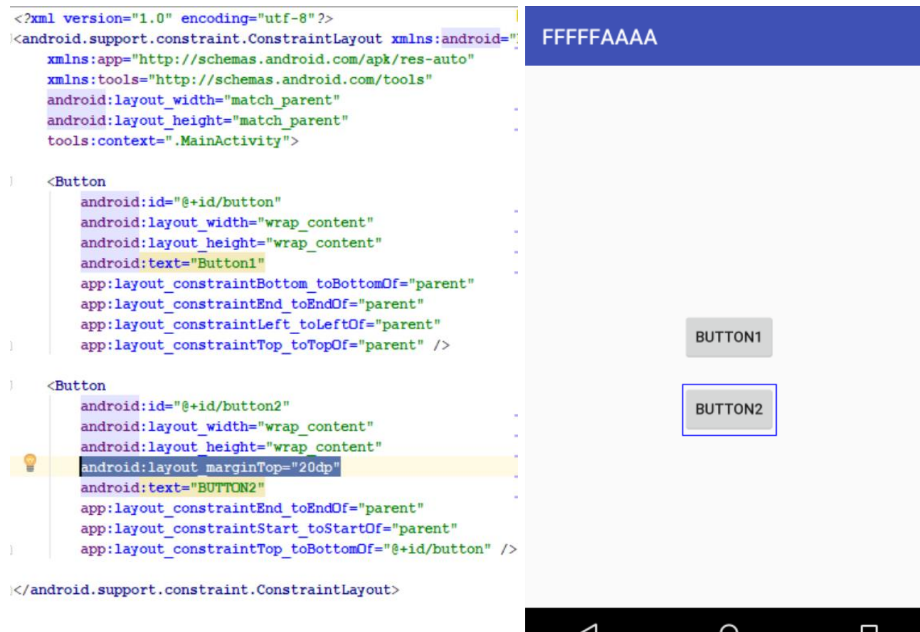 <?xml version="1.0" encoding="utf-8"?>
<android.support.constraint.ConstraintLayout xmlns:android="
xmlns:app="http://schemas.android.com/apk/res-auto"
xmlns:tools="http://schemas.android.com/tools"
android:layout_width="match_parent"
android:layout_height="match_parent"
tools:context=".MainActivity">
<Button
android:id="@+id/button"
android:layout_width="wrap_content"
android:layout_height="wrap_content"
android:text="Button1"
app:layout_constraintBottom_toBottomOf="parent"
app:layout_constraintEnd_toEndOf="parent"
app:layout_constraintLeft_toLeftOf="parent"
app:layout_constraintTop_toTopOf="parent" />
<Button
android:id="@+id/button2"
android:layout_width="wrap_content"
android:layout_height="wrap_content"
android:layout_marginTop="20dp"
android:text="BUTTON2"
app:layout_constraintEnd_toEndOf="parent"
app:layout_constraintStart_toStartOf="parent"
app:layout_constraintTop_toBottomOf="@+id/button" />
</android.support.constraint.ConstraintLayout>
FFFFFAAAA
BUTTON1
BUTTON2